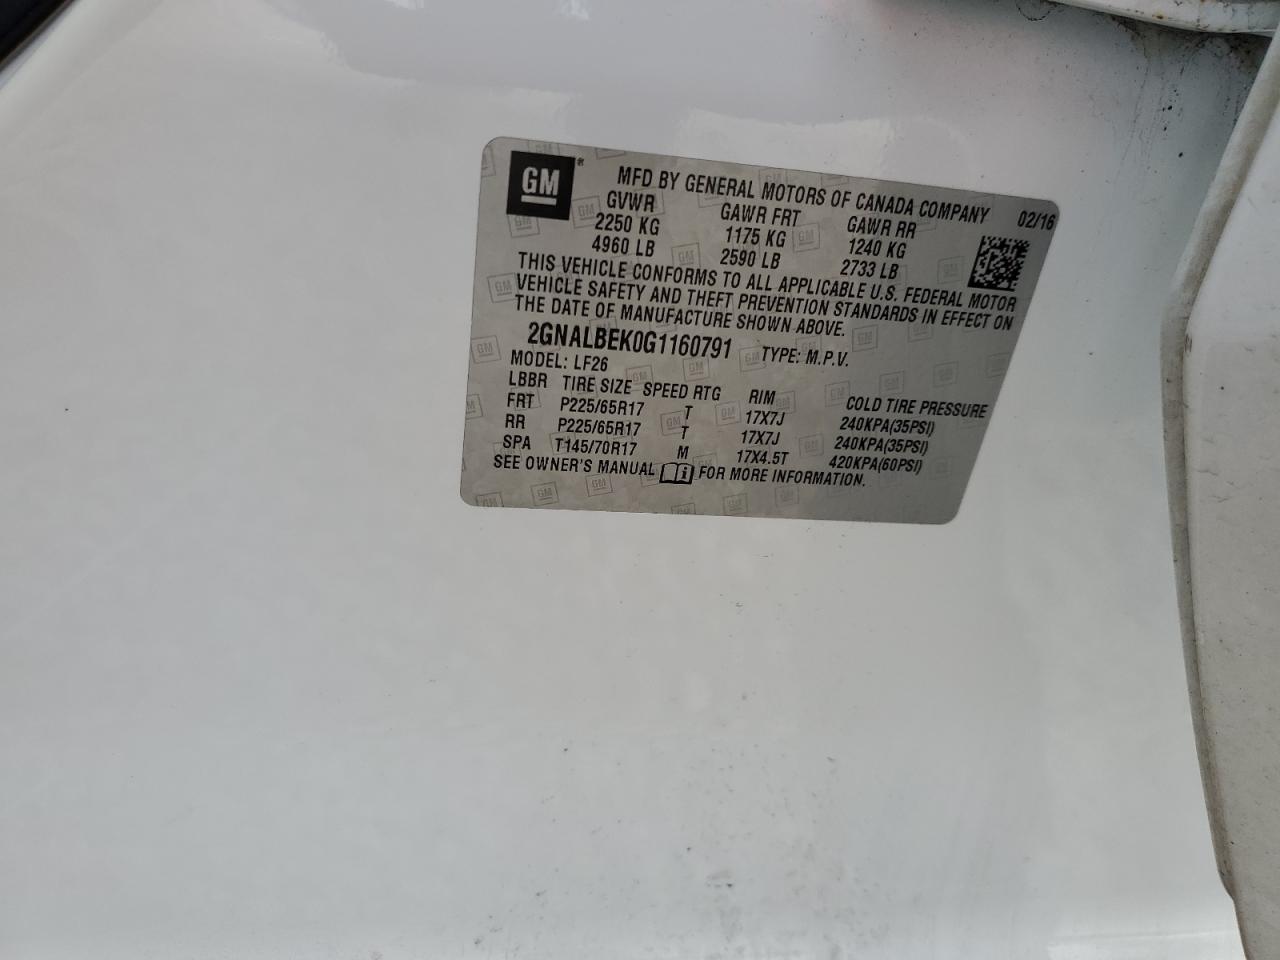 GM®
MFD BY GENERAL MOTORS OF CANADA COMPANY 02/16
GVWR GAWR FRT GAWR RR
2250 KG 1175 KG 1240 KG
4960 LB 2590 LB 2733 LB
THIS VEHICLE CONFORMS TO ALL APPLICABLE U.S. FEDERAL MOTOR
VEHICLE SAFETY AND THEFT PREVENTION STANDARDS IN EFFECT ON
THE DATE OF MANUFACTURE SHOWN ABOVE.
2GNALBEK0G1160791 TYPE: M.P.V.
MODEL: LF26
LBBR TIRE SIZE SPEED RTG RIM COLD TIRE PRESSURE
FRT P225/65R17 T 17X7J 240KPA(35PSI)
RR P225/65R17 T 17X7J 240KPA(35PSI)
SPA T145/70R17 M 17X4.5T 420KPA(60PSI)
SEE OWNER'S MANUAL FOR MORE INFORMATION.